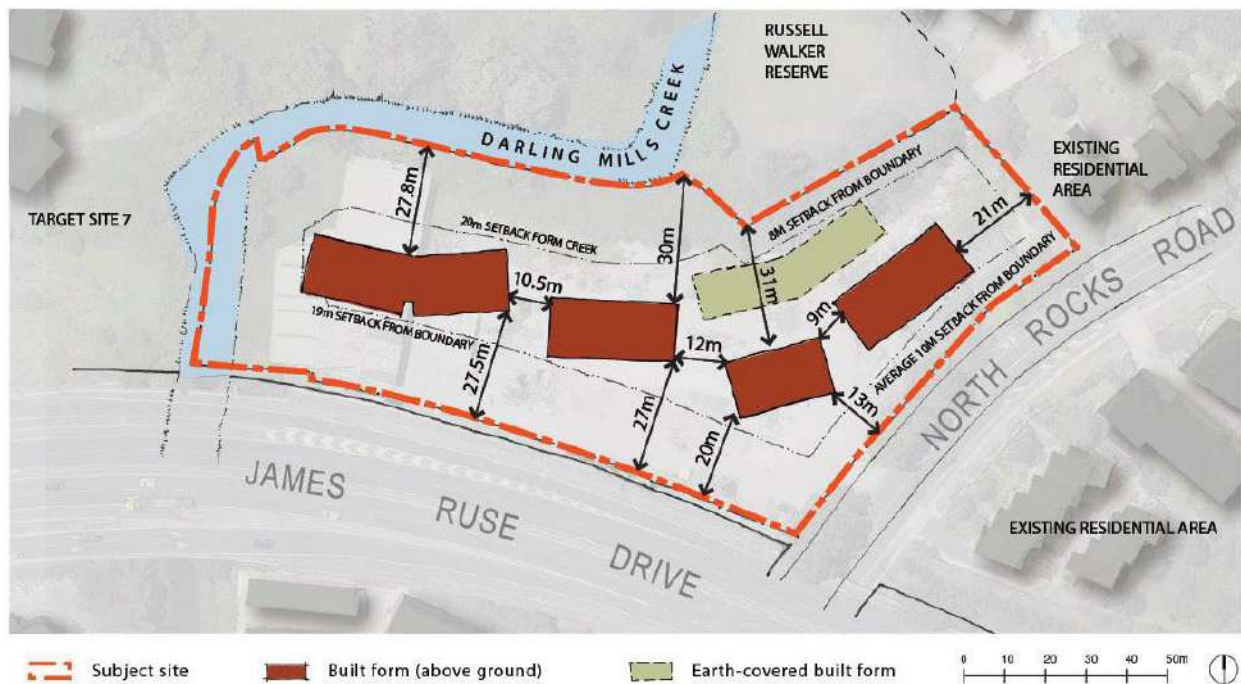 RUSSELL
WALKER
RESERVE
DARLING MILLS CREEK
EXISTING
RESIDENTIAL
AREA
TARGET SITE 7
27.8m
20m SETBACK FORM CREEK
30m
8M SETBACK FROM BOUNDARY
31m
21m
10.5m
19m SETBACK FROM BOUNDARY
27.5m
12m
9m
AVERAGE 10M SETBACK FROM BOUNDARY
27m
20m
13m
NORTH ROCKS ROAD
JAMES RUSE DRIVE
EXISTING RESIDENTIAL AREA
Subject site
Built form (above ground)
Earth-covered built form
0 10 20 30 40 50m